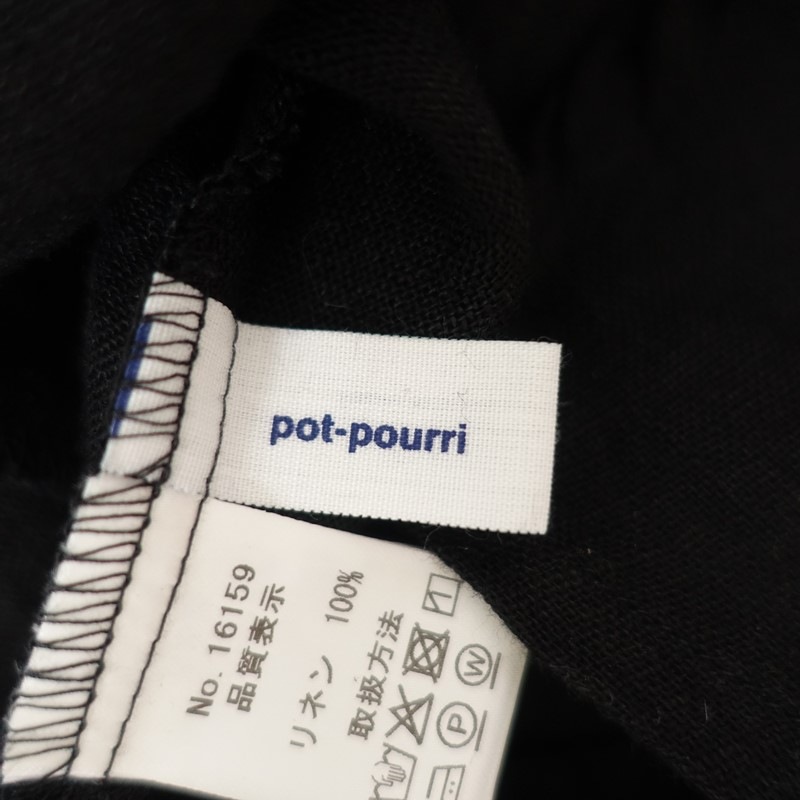 pot-pourri
No. 16159
品質表示
リネン 100%
取扱方法
W
P